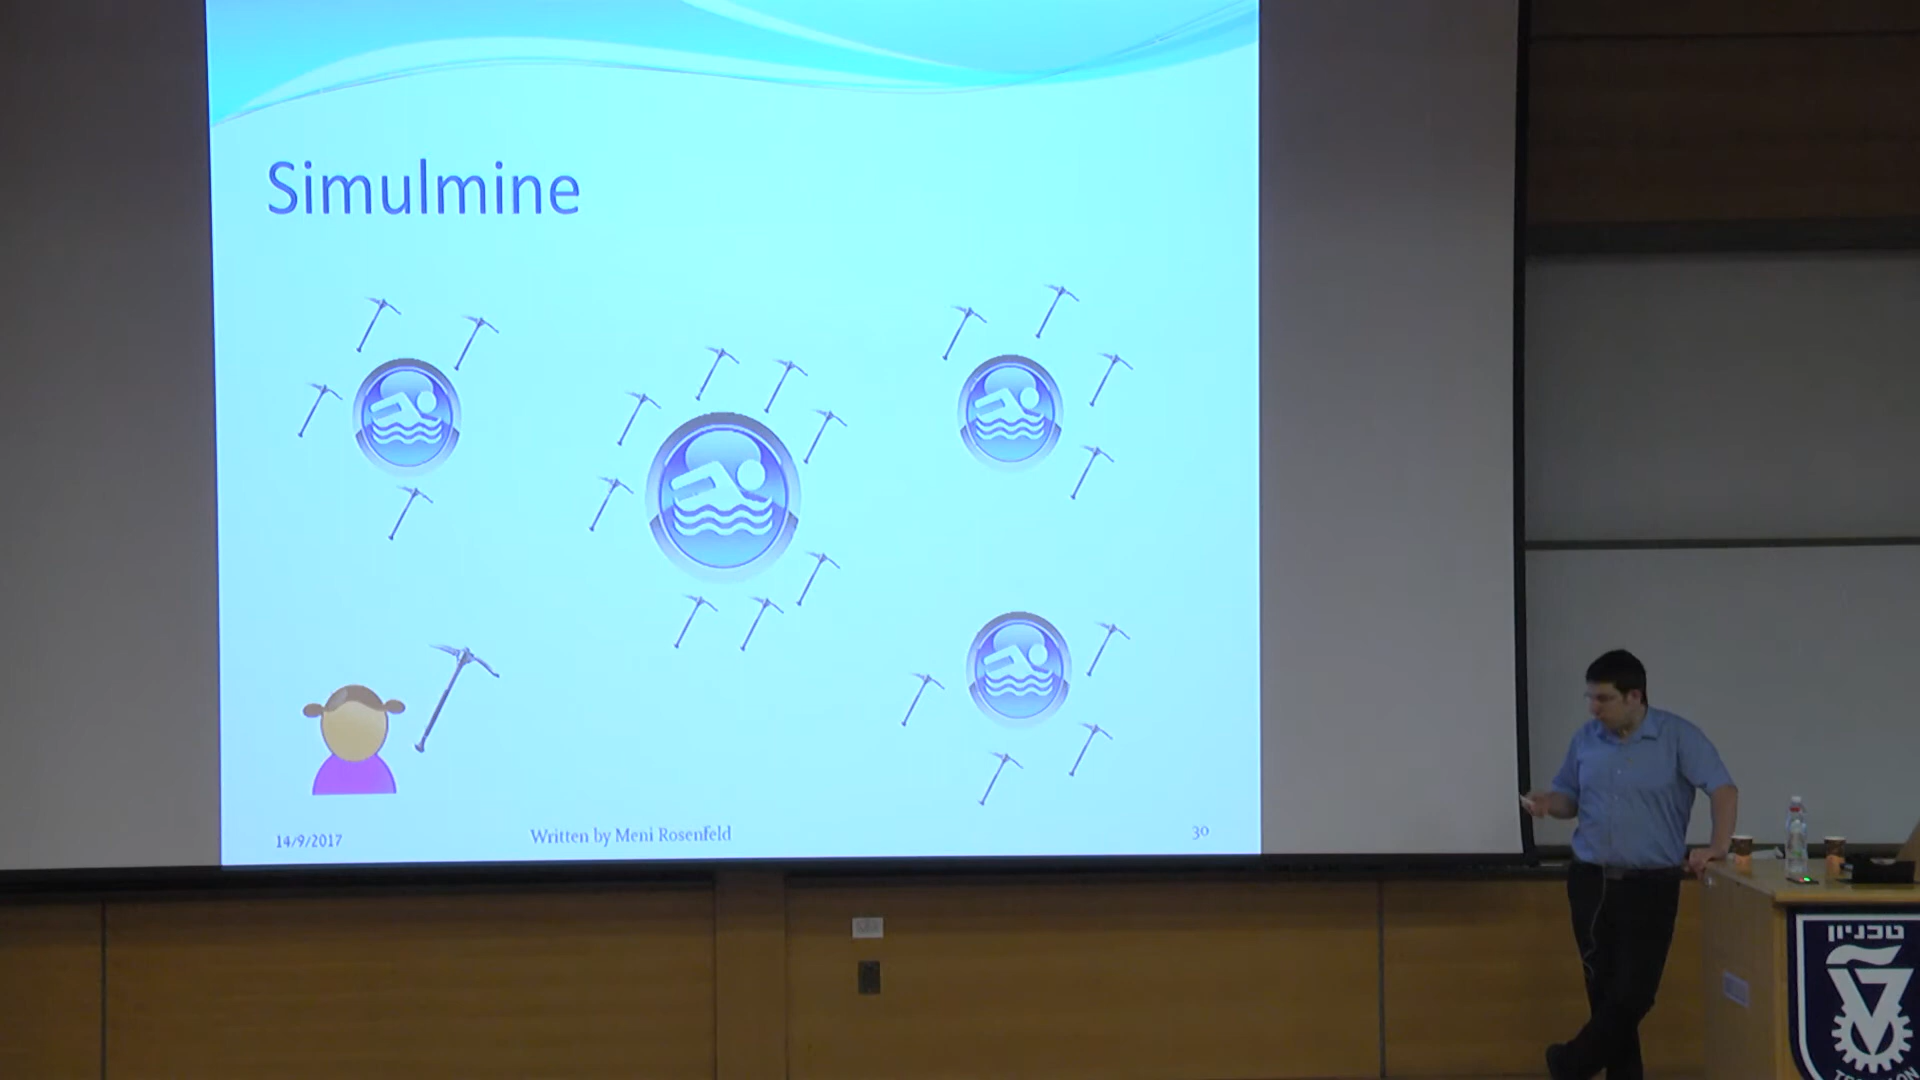 Simulmine
14/9/2017
Written by Meni Rosenfeld
30
טכניון